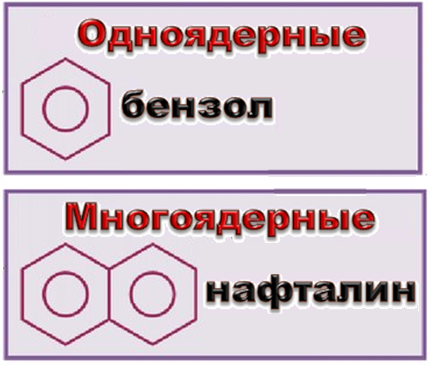 Одноядерные
бензол
Многоядерные
нафталин